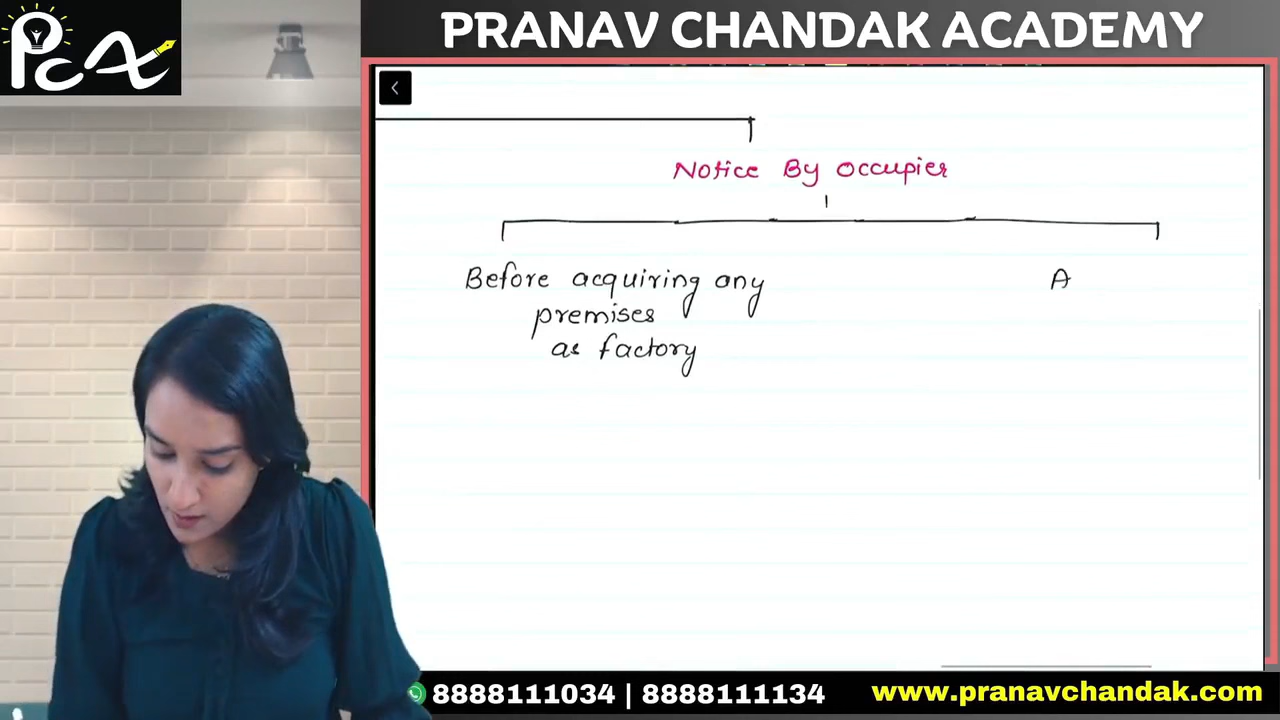 PCA
PRANAV CHANDAK ACADEMY
Notice By Occupier
Before acquiring any
premises
as factory
A
8888111034 | 8888111134
www.pranavchandak.com